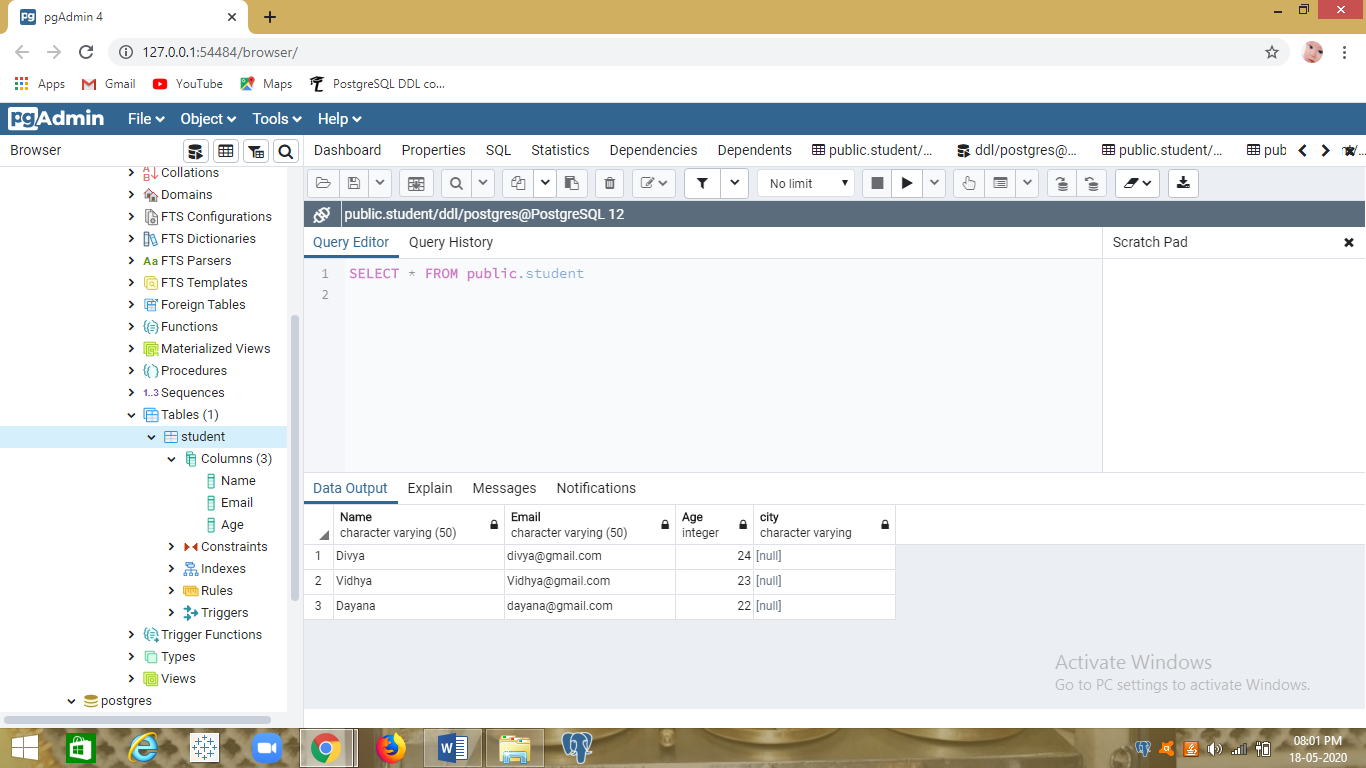 pgAdmin 4
127.0.0.1:54484/browser/
Apps Gmail YouTube Maps PostgreSQL DDL co...
pgAdmin File Object Tools Help
Browser
Dashboard Properties SQL Statistics Dependencies Dependents public.student/... ddl/postgres@... public.student/... pub
Collations
Domains
FTS Configurations
FTS Dictionaries
FTS Parsers
FTS Templates
Foreign Tables
Functions
Materialized Views
Procedures
1..3 Sequences
Tables (1)
student
Columns (3)
Name
Email
Age
Constraints
Indexes
Rules
Triggers
Trigger Functions
Types
Views
postgres
No limit
public.student/ddl/postgres@PostgreSQL 12
Query Editor Query History
Scratch Pad
1 SELECT * FROM public.student
2
Data Output Explain Messages Notifications
Name Email Age city
character varying (50) character varying (50) integer character varying
1 Divya divya@gmail.com 24 [null]
2 Vidhya Vidhya@gmail.com 23 [null]
3 Dayana dayana@gmail.com 22 [null]
Activate Windows
Go to PC settings to activate Windows.
08:01 PM
18-05-2020